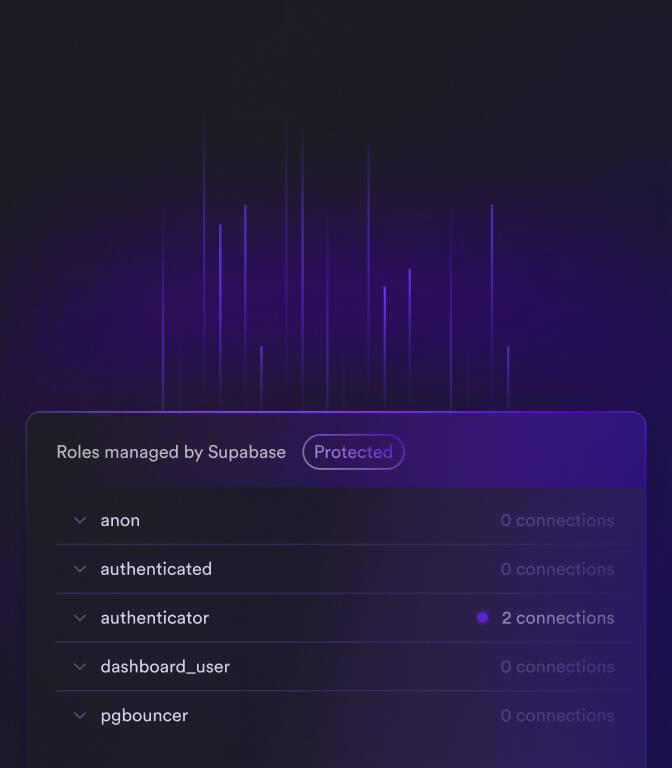 Roles managed by Supabase Protected
anon 0 connections
authenticated 0 connections
authenticator 2 connections
dashboard_user 0 connections
pgbouncer 0 connections